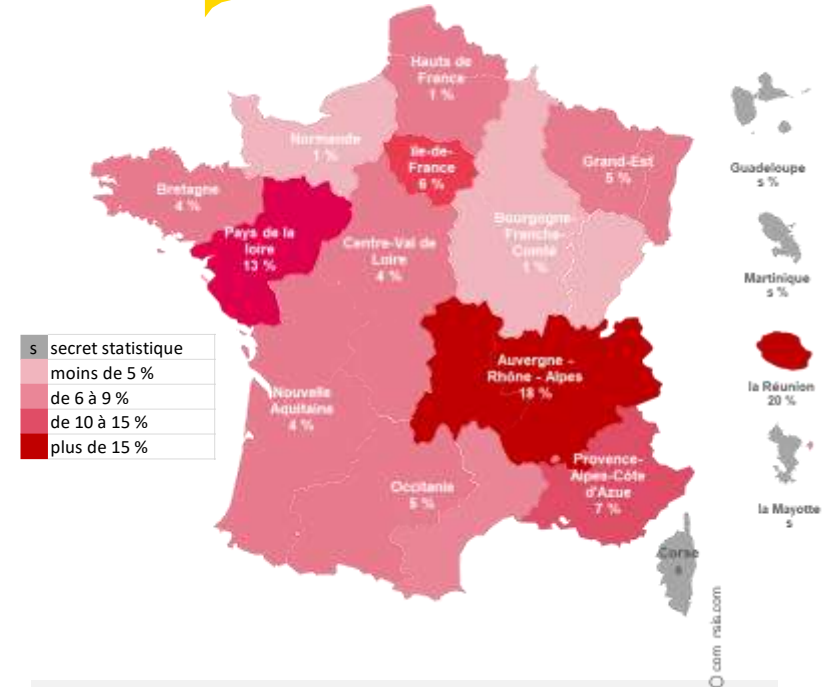 Hauts de
France
1 %
Normandie
1 %
Ile-de-
France
6 %
Grand-Est
5 %
Bretagne
4 %
Pays de la
loire
13 %
Centre-Val de
Loire
4 %
Bourgogne-
Franche-
Comté
1 %
Guadeloupe
s %
Martinique
s %
s secret statistique
moins de 5 %
de 6 à 9 %
de 10 à 15 %
plus de 15 %
Auvergne -
Rhône - Alpes
18 %
la Réunion
20 %
Nouvelle
Aquitaine
4 %
Occitanie
5 %
Provence-
Alpes-Côte
d'Azue
7 %
la Mayotte
s
Corse
s